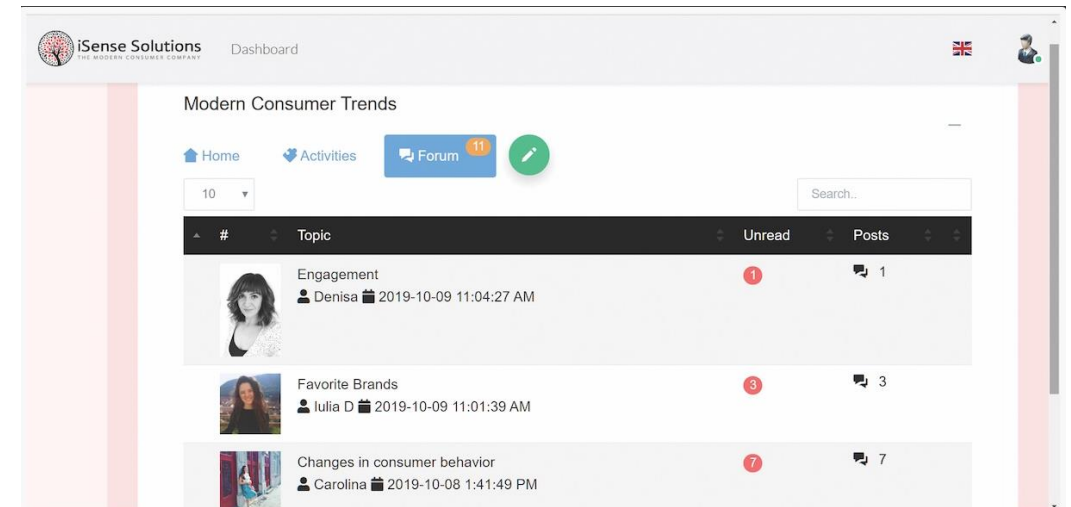 iSense Solutions
THE MODERN CONSUMER COMPANY
Dashboard
Modern Consumer Trends
Home
Activities
Forum 11
10
Search..
# Topic Unread Posts
Engagement 1 1
Denisa 2019-10-09 11:04:27 AM
Favorite Brands 3 3
Iulia D 2019-10-09 11:01:39 AM
Changes in consumer behavior 7 7
Carolina 2019-10-08 1:41:49 PM